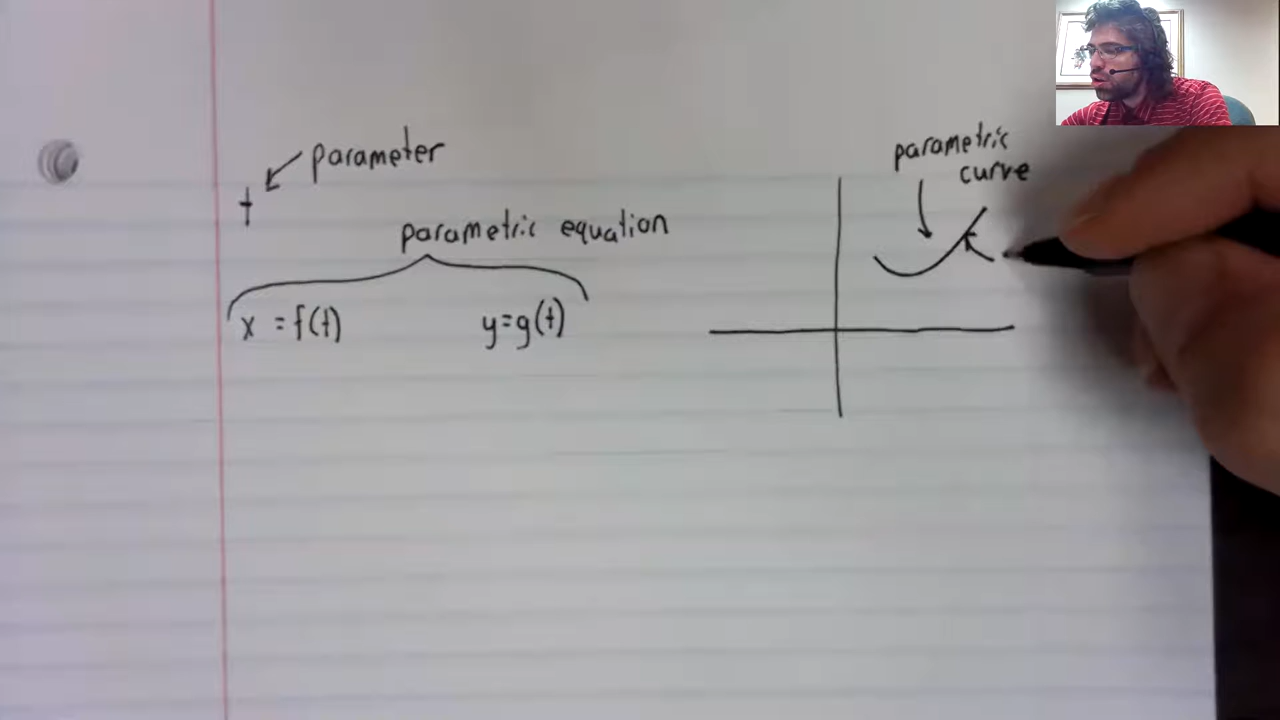 parameter
t
parametric equation
x = f(t) y=g(t)
parametric
curve